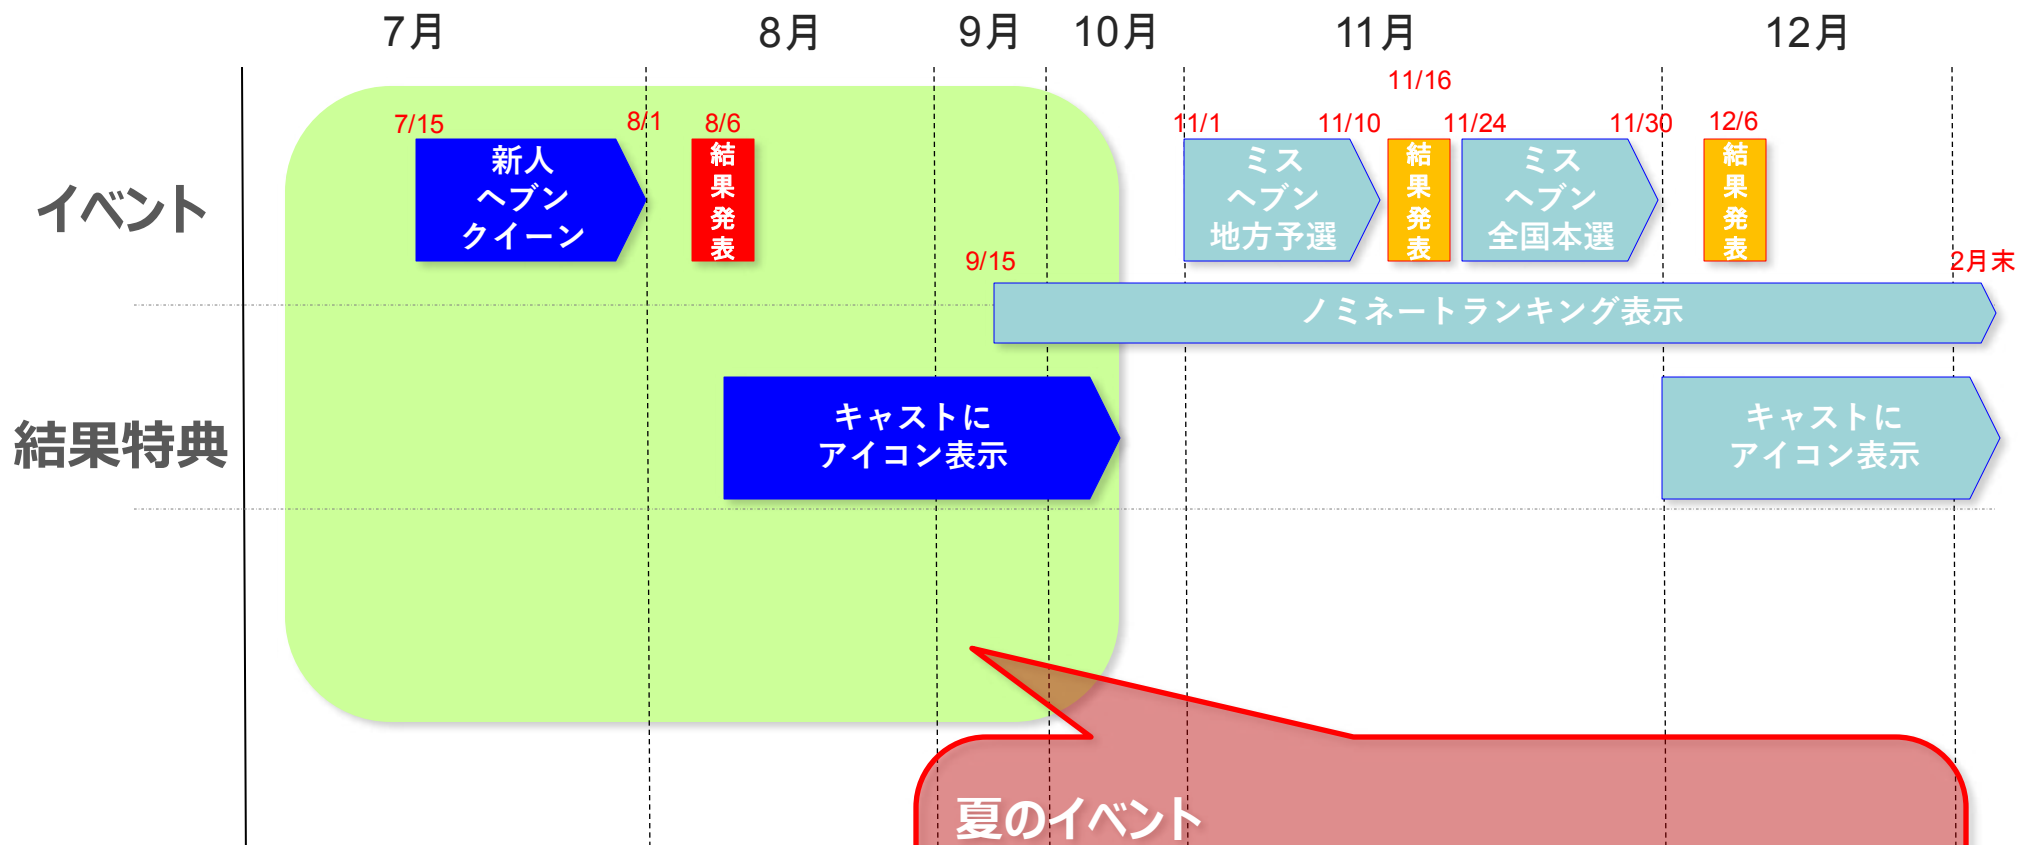 7月
8月
9月
10月
11月
12月
イベント
7/15
8/1
8/6
11/1
11/10
11/16
11/24
11/30
12/6
新人
ヘブン
クイーン
結果発表
ミス
ヘブン
地方予選
結果発表
ミス
ヘブン
全国本選
結果発表
9/15
2月末
ノミネートランキング表示
結果特典
キャストに
アイコン表示
キャストに
アイコン表示
夏のイベント